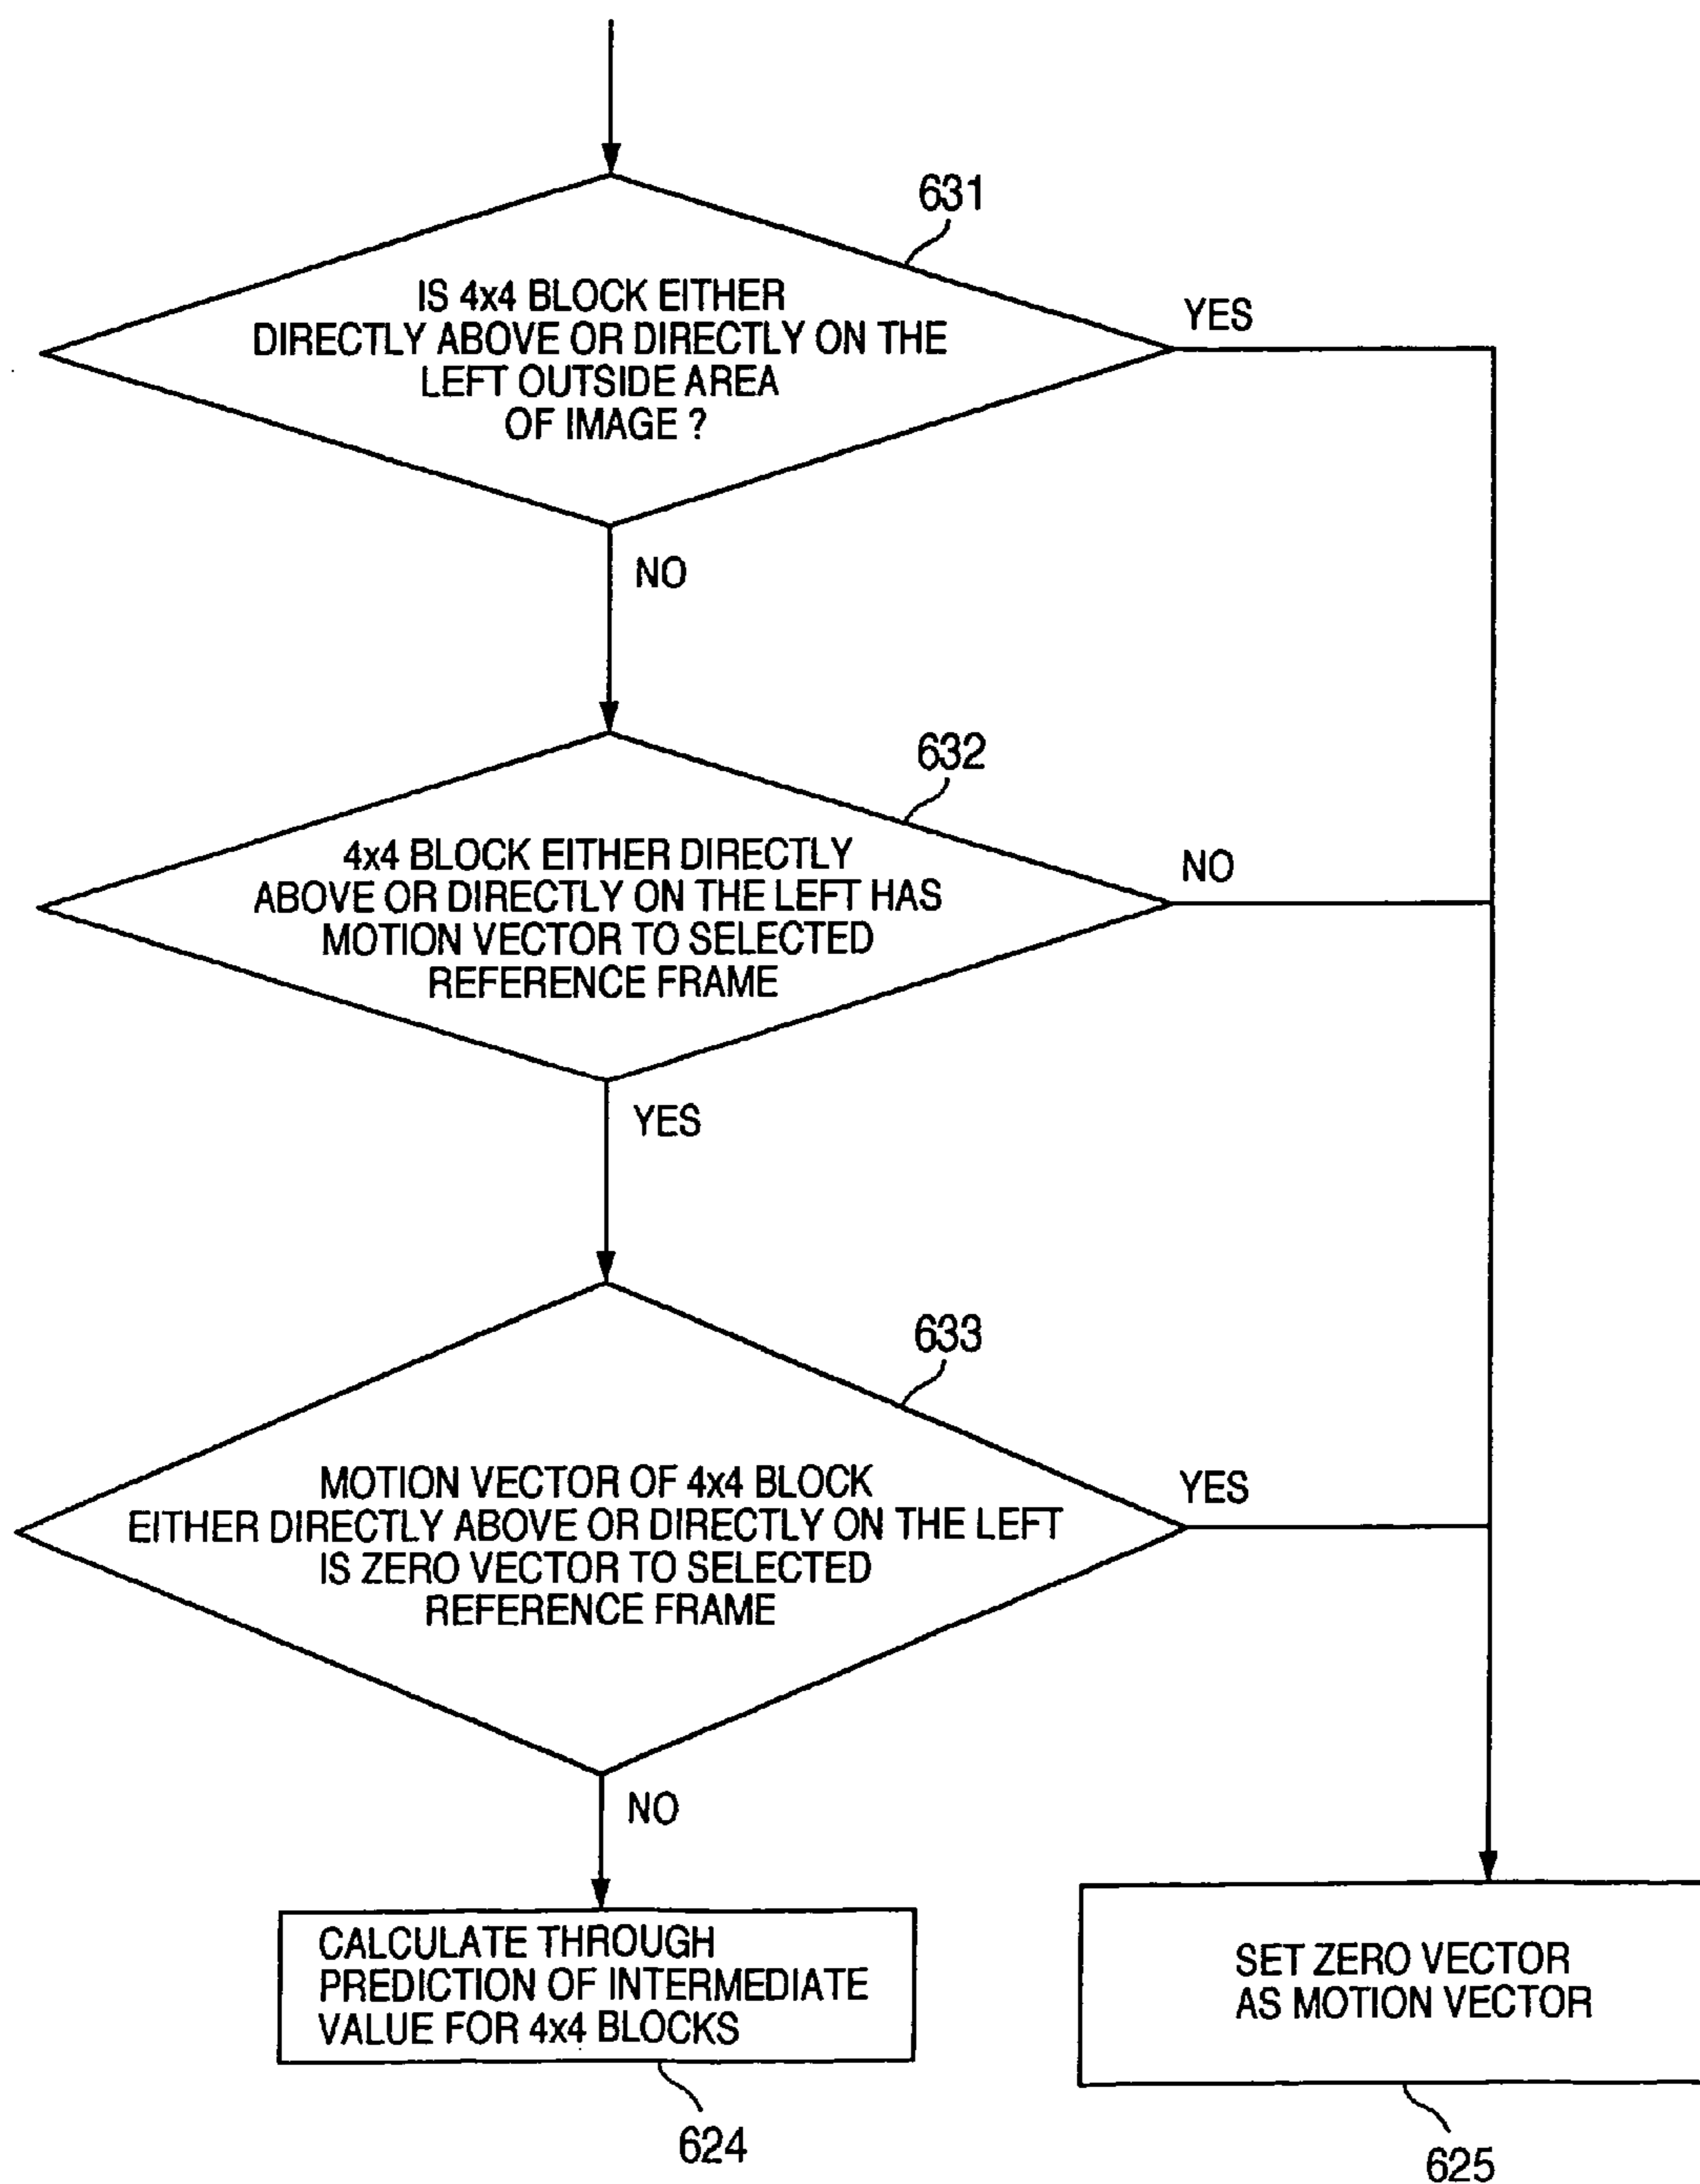 631
IS 4x4 BLOCK EITHER
DIRECTLY ABOVE OR DIRECTLY ON THE
LEFT OUTSIDE AREA
OF IMAGE ?
YES
NO
632
4x4 BLOCK EITHER DIRECTLY
ABOVE OR DIRECTLY ON THE LEFT HAS
MOTION VECTOR TO SELECTED
REFERENCE FRAME
NO
YES
633
MOTION VECTOR OF 4x4 BLOCK
EITHER DIRECTLY ABOVE OR DIRECTLY ON THE LEFT
IS ZERO VECTOR TO SELECTED
REFERENCE FRAME
YES
NO
CALCULATE THROUGH
PREDICTION OF INTERMEDIATE
VALUE FOR 4x4 BLOCKS
624
SET ZERO VECTOR
AS MOTION VECTOR
625